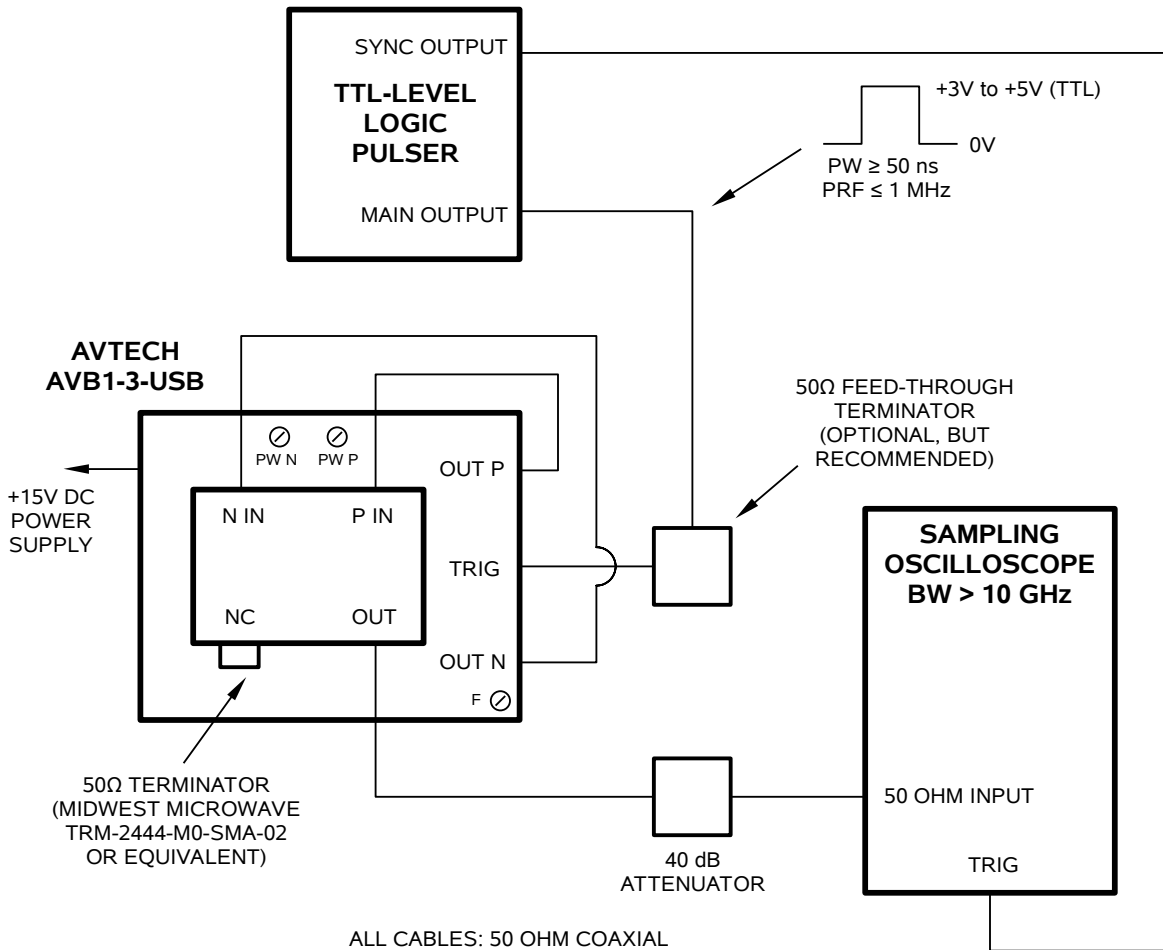 SYNC OUTPUT
TTL-LEVEL
LOGIC
PULSER
MAIN OUTPUT
+3V to +5V (TTL)
0V
PW ≥ 50 ns
PRF ≤ 1 MHz
AVTECH
AVB1-3-USB
PW N
PW P
OUT P
N IN
P IN
TRIG
NC
OUT
OUT N
F
+15V DC
POWER
SUPPLY
50Ω FEED-THROUGH
TERMINATOR
(OPTIONAL, BUT
RECOMMENDED)
SAMPLING
OSCILLOSCOPE
BW > 10 GHz
50 OHM INPUT
TRIG
50Ω TERMINATOR
(MIDWEST MICROWAVE
TRM-2444-M0-SMA-02
OR EQUIVALENT)
40 dB
ATTENUATOR
ALL CABLES: 50 OHM COAXIAL